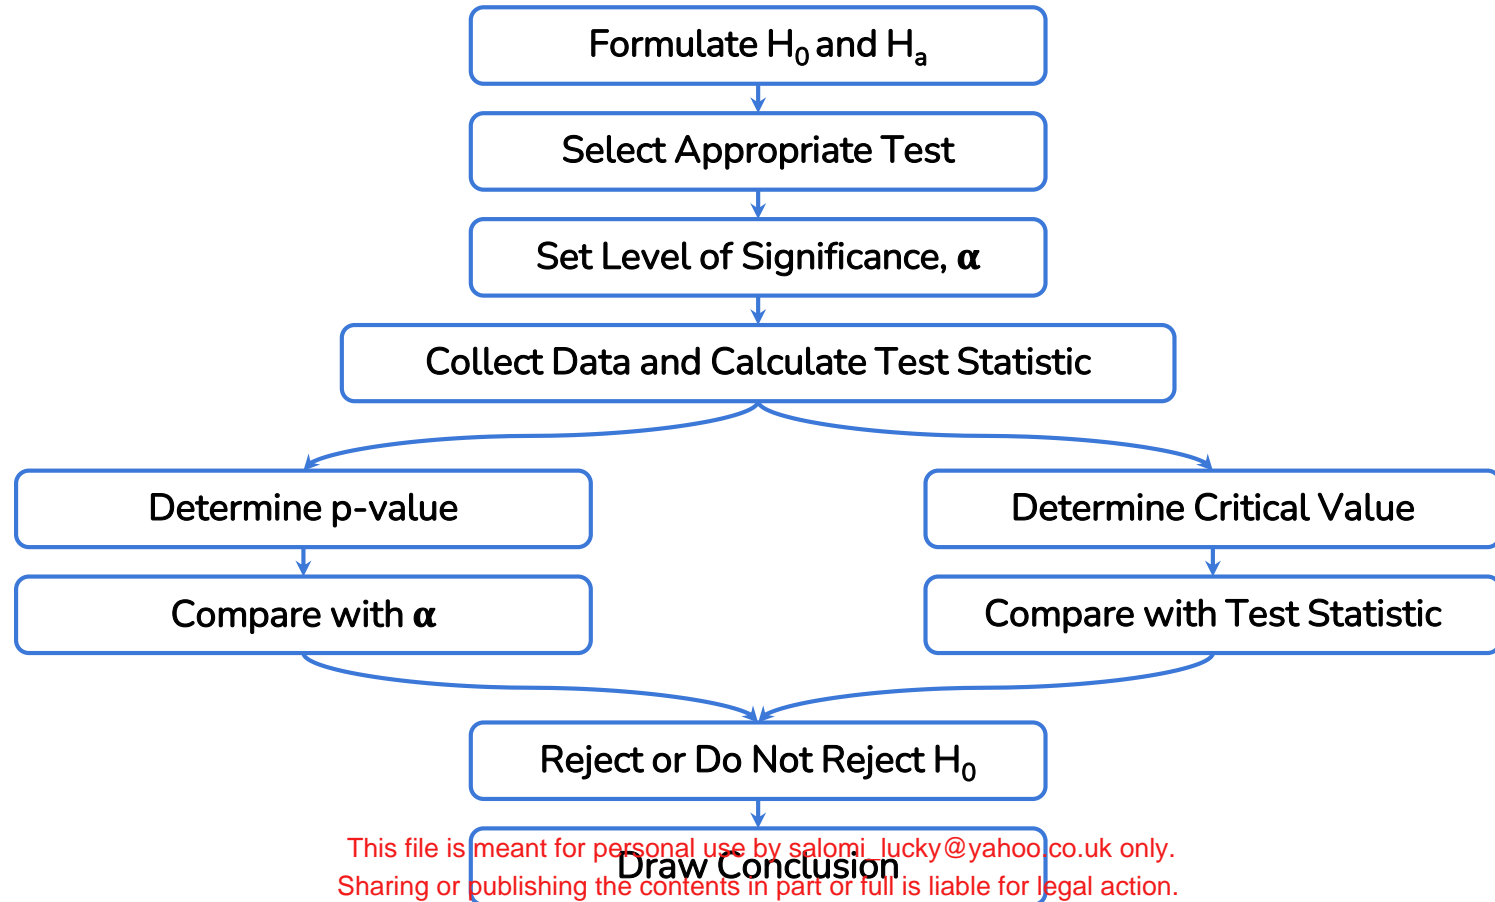 Formulate H₀ and Hₐ
Select Appropriate Test
Set Level of Significance, α
Collect Data and Calculate Test Statistic
Determine p-value
Determine Critical Value
Compare with α
Compare with Test Statistic
Reject or Do Not Reject H₀
This file is meant for personal use by salomi_lucky@yahoo.co.uk only.
Draw Conclusion
Sharing or publishing the contents in part or full is liable for legal action.